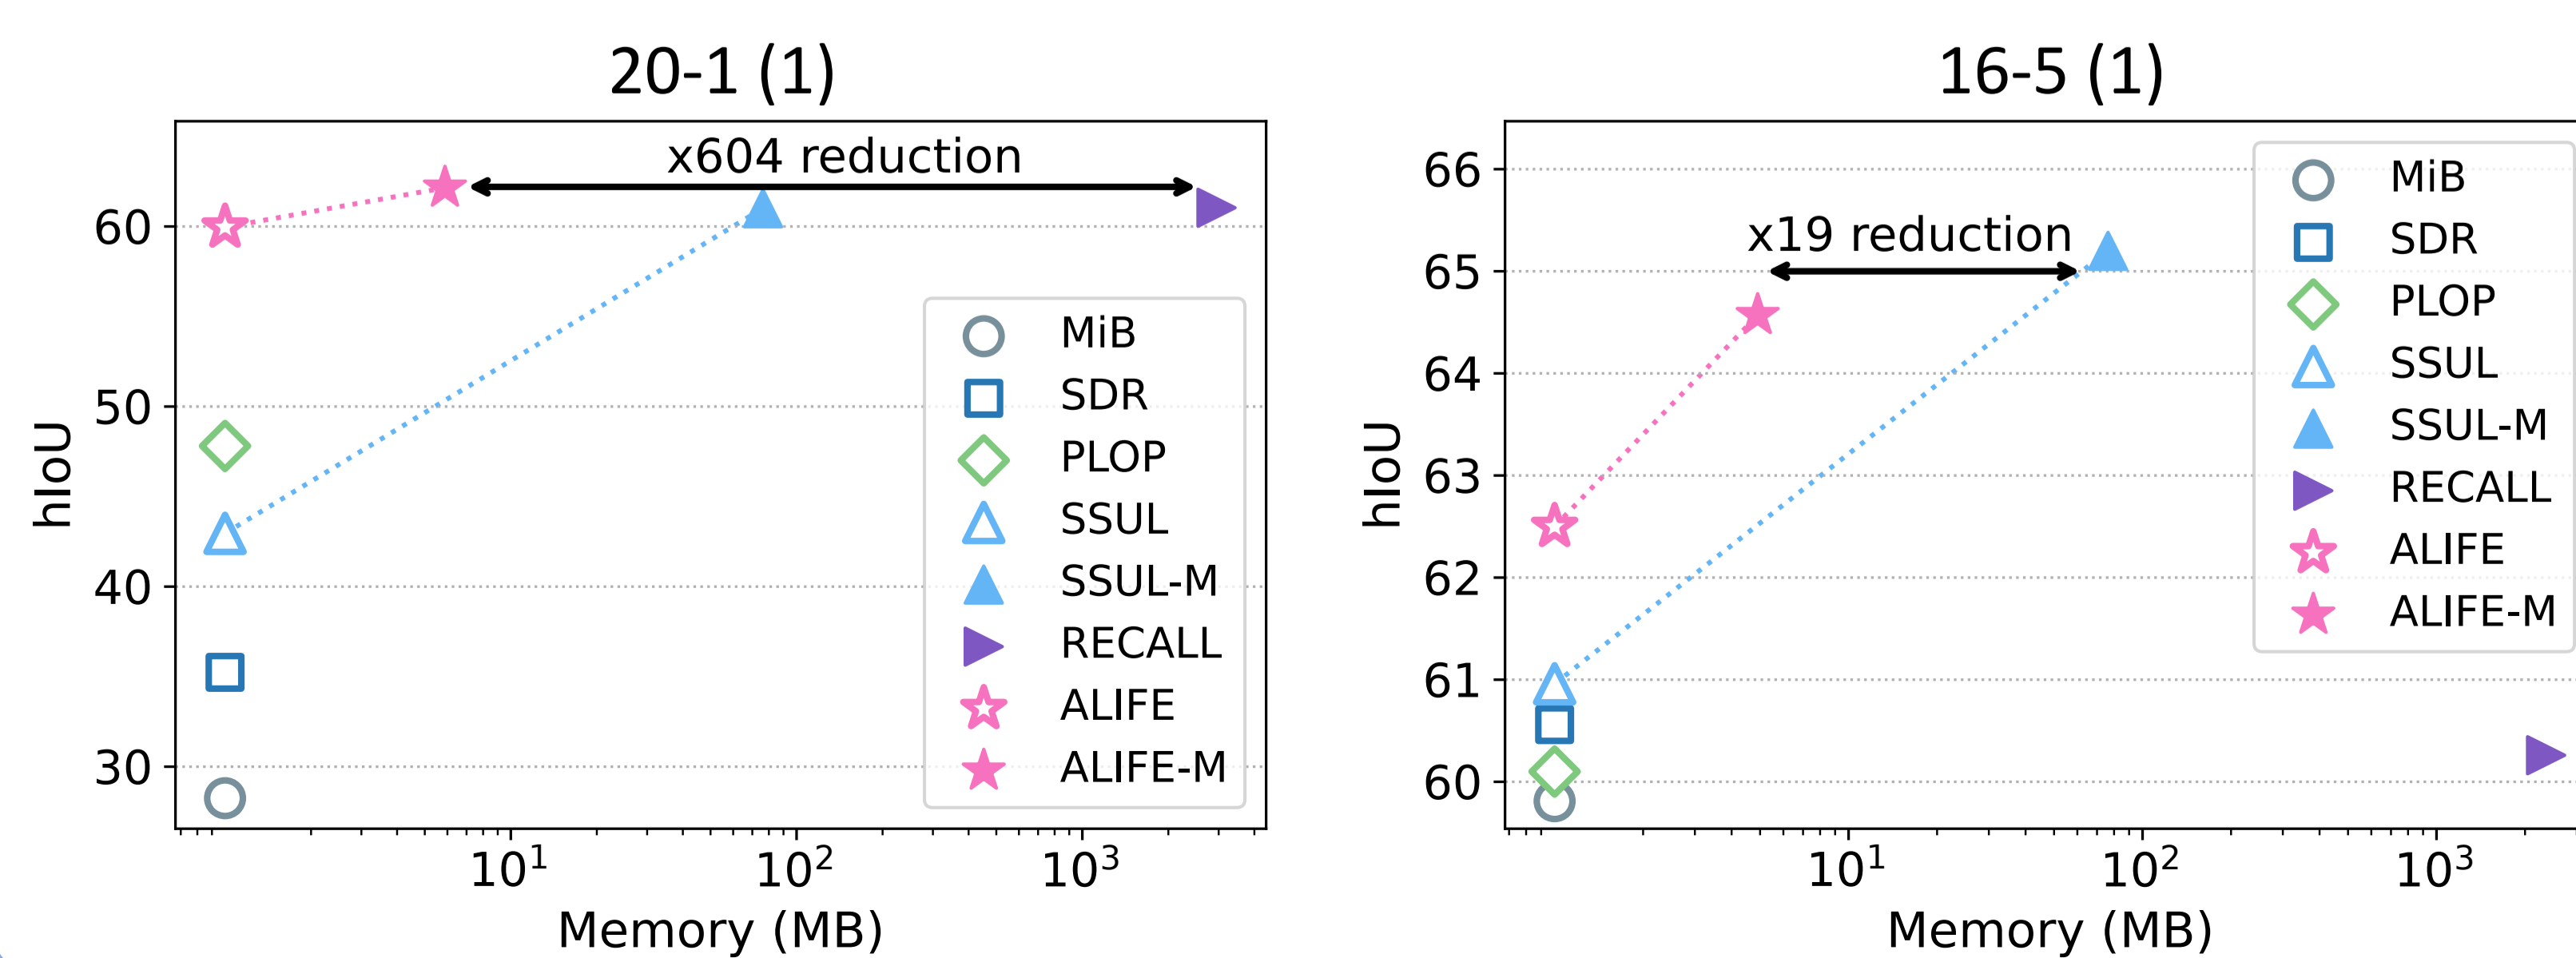 20-1 (1)
x604 reduction
60
50
40
30
hIoU
MiB
SDR
PLOP
SSUL
SSUL-M
RECALL
ALIFE
ALIFE-M
10¹
10²
10³
Memory (MB)
16-5 (1)
x19 reduction
66
65
64
63
62
61
60
hIoU
MiB
SDR
PLOP
SSUL
SSUL-M
RECALL
ALIFE
ALIFE-M
10¹
10²
10³
Memory (MB)